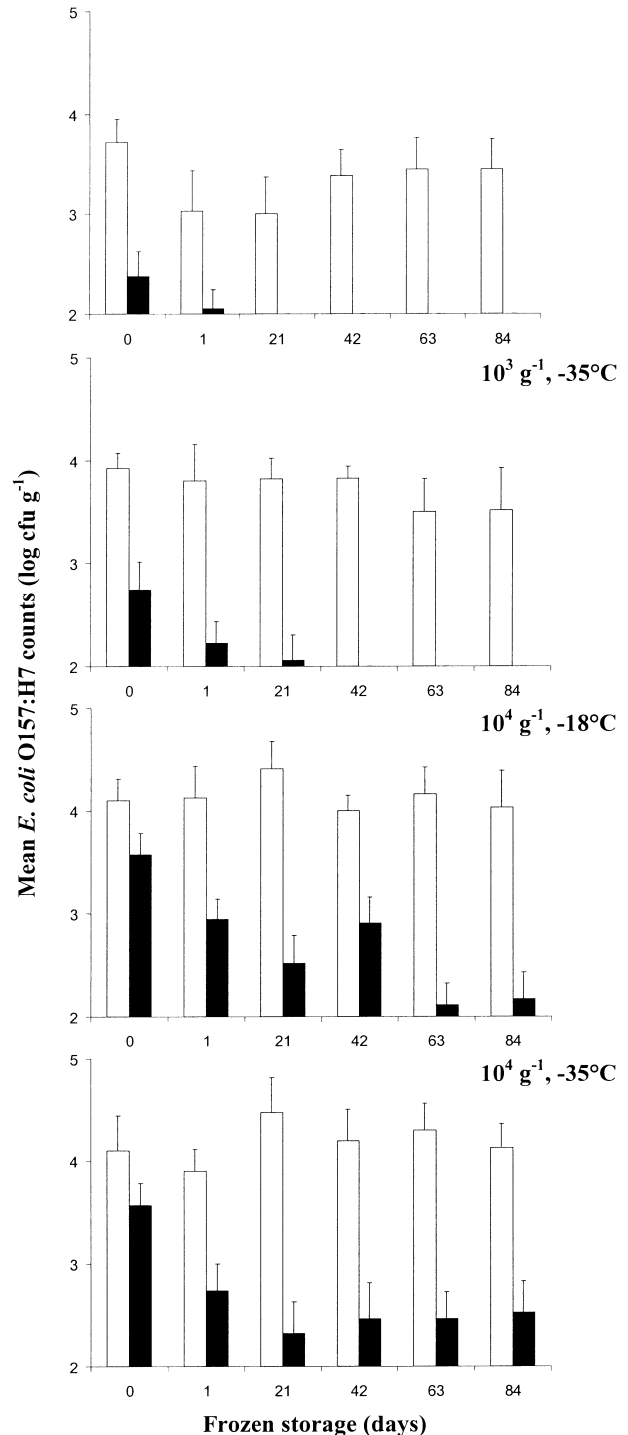 5
4
3
2
0 1 21 42 63 84
10³ g⁻¹, -35°C
5
4
3
2
0 1 21 42 63 84
10⁴ g⁻¹, -18°C
5
4
3
2
0 1 21 42 63 84
10⁴ g⁻¹, -35°C
5
4
3
2
0 1 21 42 63 84
Mean E. coli O157:H7 counts (log cfu g⁻¹)
Frozen storage (days)